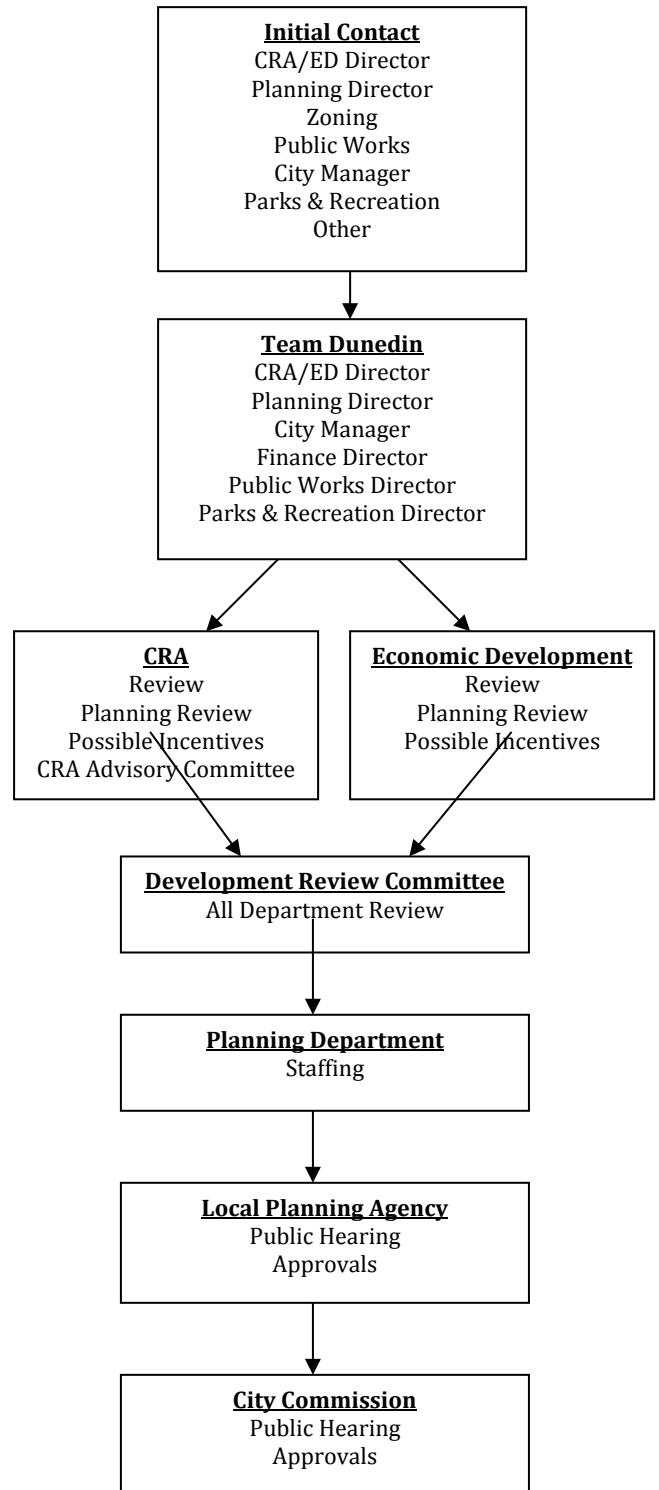 Initial Contact
CRA/ED Director
Planning Director
Zoning
Public Works
City Manager
Parks & Recreation
Other
Team Dunedin
CRA/ED Director
Planning Director
City Manager
Finance Director
Public Works Director
Parks & Recreation Director
CRA
Review
Planning Review
Possible Incentives
CRA Advisory Committee
Economic Development
Review
Planning Review
Possible Incentives
Development Review Committee
All Department Review
Planning Department
Staffing
Local Planning Agency
Public Hearing
Approvals
City Commission
Public Hearing
Approvals